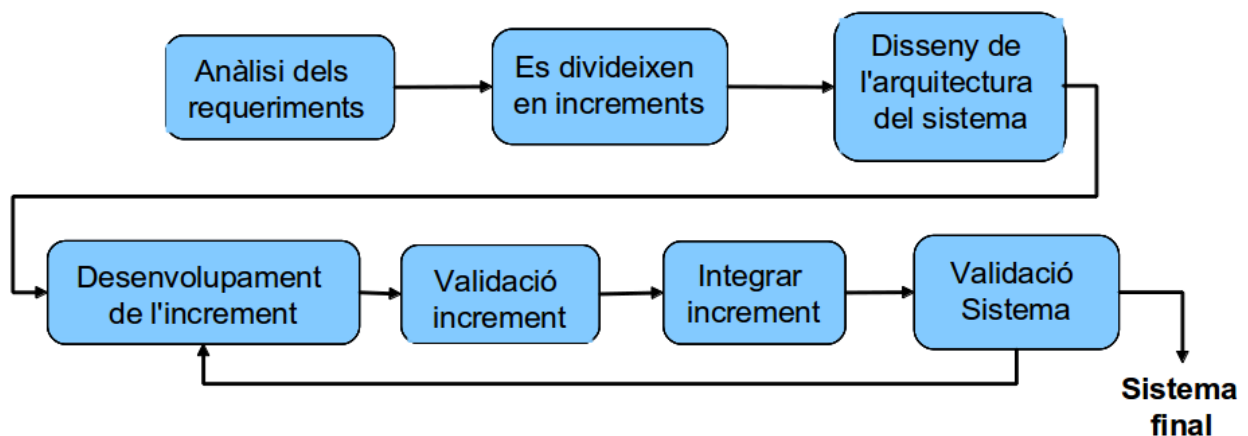 Anàlisi dels
requeriments
Es divideixen
en increments
Disseny de
l'arquitectura
del sistema
Desenvolupament
de l'increment
Validació
increment
Integrar
increment
Validació
Sistema
Sistema
final